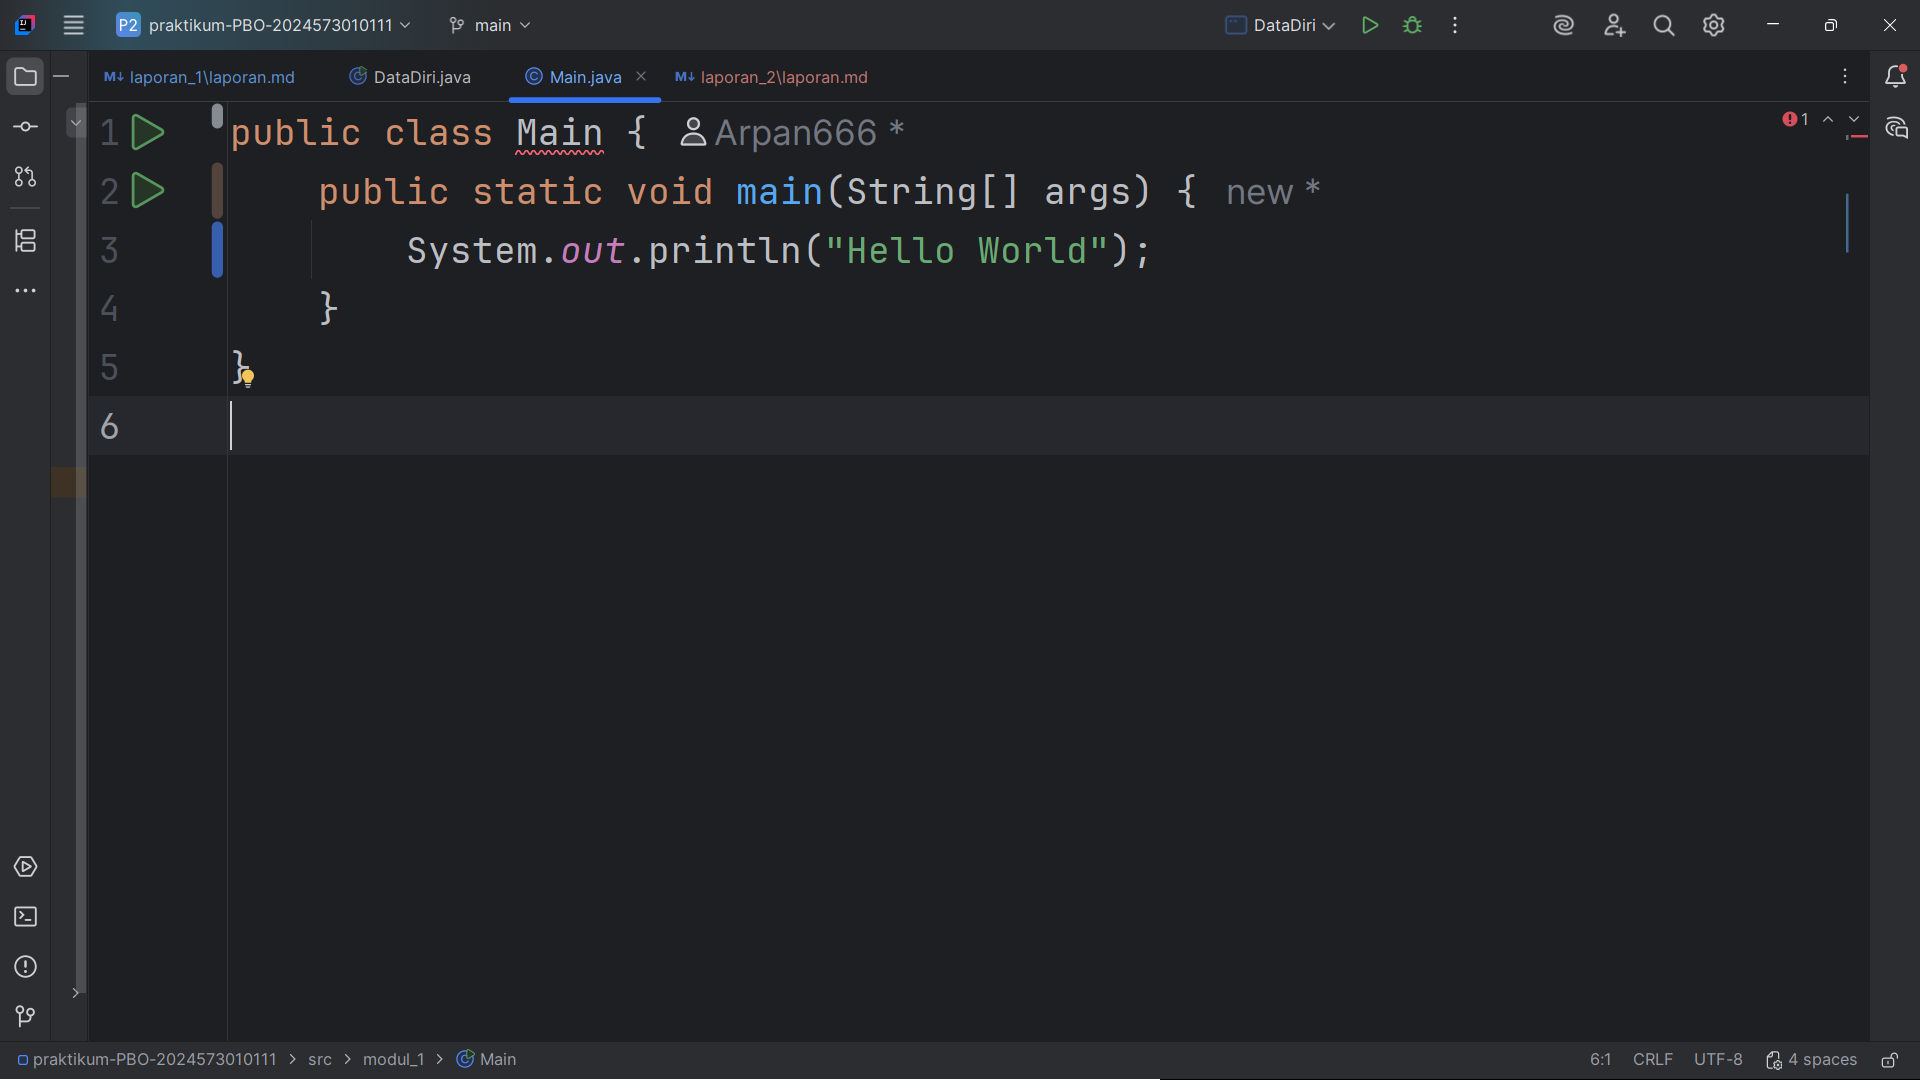 P2 praktikum-PBO-2024573010111 main DataDiri
M↓ laporan_1\laporan.md DataDiri.java Main.java M↓ laporan_2\laporan.md
1 public class Main { Arpan666 * 1
2 public static void main(String[] args) { new *
3 System.out.println("Hello World");
4 }
5 }
6
praktikum-PBO-2024573010111 > src > modul_1 > Main 6:1 CRLF UTF-8 4 spaces